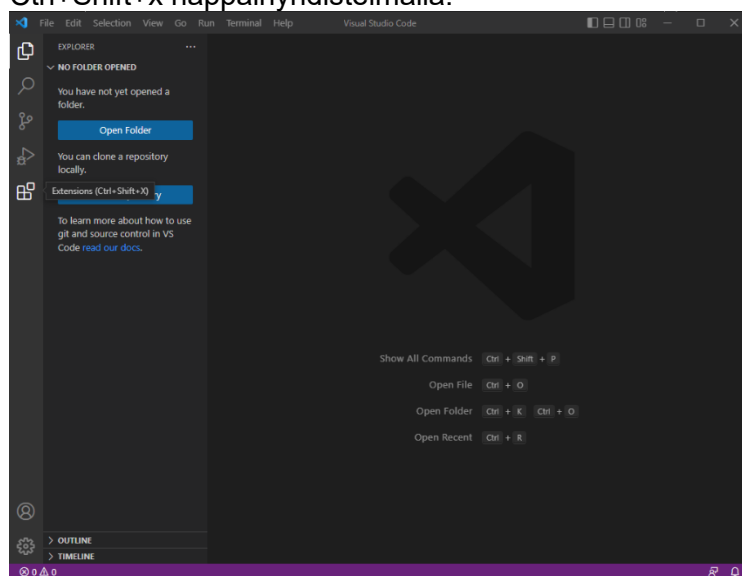 Ctrl+Shift+x näppäinyhdistelmällä.
File Edit Selection View Go Run Terminal Help Visual Studio Code
EXPLORER ...
NO FOLDER OPENED
You have not yet opened a
folder.
Open Folder
You can clone a repository
locally.
Extensions (Ctrl+Shift+X)
To learn more about how to use
git and source control in VS
Code read our docs.
Show All Commands Ctrl + Shift + P
Open File Ctrl + O
Open Folder Ctrl + K Ctrl + O
Open Recent Ctrl + R
OUTLINE
TIMELINE
0 0